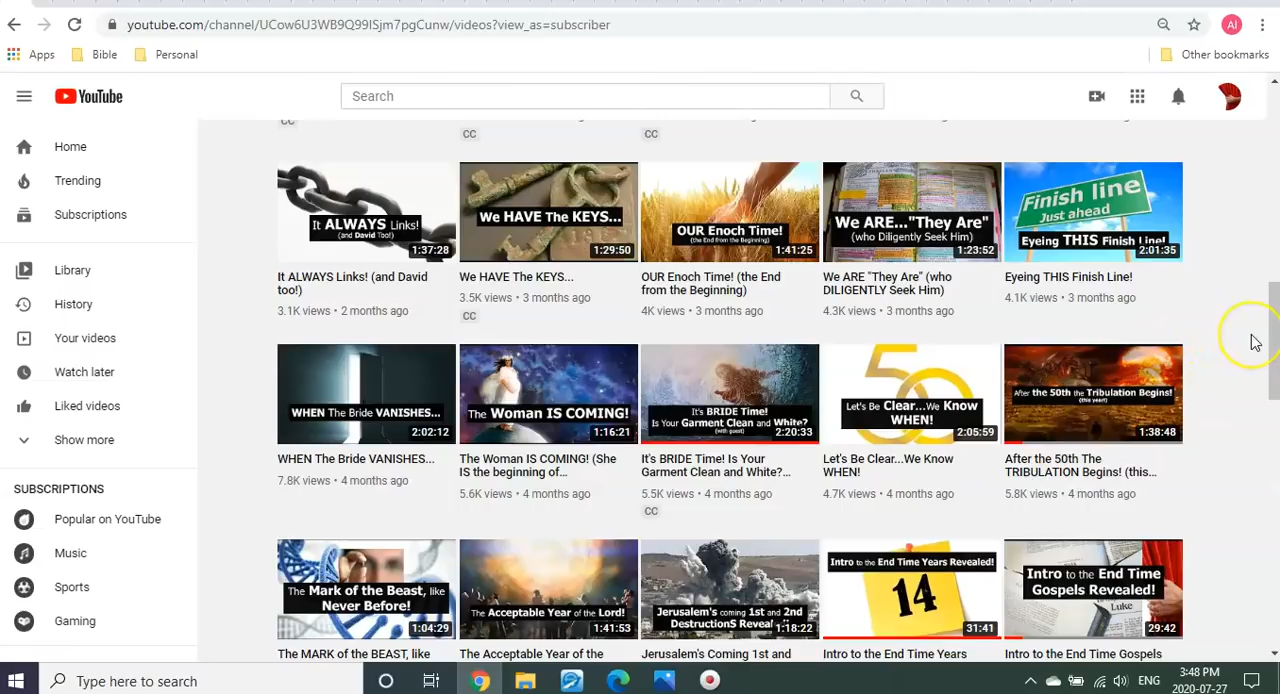 youtube.com/channel/UCow6U3WB9Q99ISjm7pgCunw/videos?view_as=subscriber
AI
Apps
Bible
Personal
Other bookmarks
YouTube
Search
Home
Trending
Subscriptions
Library
History
Your videos
Watch later
Liked videos
Show more
SUBSCRIPTIONS
Popular on YouTube
Music
Sports
Gaming
CC
CC
CC
It ALWAYS Links!
(and David Too!)
1:37:28
We HAVE The KEYS...
1:29:50
OUR Enoch Time!
(the End from the Beginning)
1:41:25
We ARE..."They Are"
(who Diligently Seek Him)
1:23:52
Finish line
Just ahead
Eyeing THIS Finish Line!
2:01:35
It ALWAYS Links! (and David
too!)
3.1K views • 2 months ago
We HAVE The KEYS...
3.5K views • 3 months ago
CC
OUR Enoch Time! (the End
from the Beginning)
4K views • 3 months ago
We ARE "They Are" (who
DILIGENTLY Seek Him)
4.3K views • 3 months ago
Eyeing THIS Finish Line!
4.1K views • 3 months ago
WHEN The Bride VANISHES...
2:02:12
The Woman IS COMING!
1:16:21
It's BRIDE Time!
Is Your Garment Clean and White?
(with guest)
2:20:33
50
Let's Be Clear...We Know
WHEN!
2:05:59
After the 50th the Tribulation Begins!
(this year!)
1:38:48
WHEN The Bride VANISHES...
7.8K views • 4 months ago
The Woman IS COMING! (She
IS the beginning of...
5.6K views • 4 months ago
It's BRIDE Time! Is Your
Garment Clean and White?...
5.5K views • 4 months ago
CC
Let's Be Clear...We Know
WHEN!
4.7K views • 4 months ago
After the 50th The
TRIBULATION Begins! (this...
5.8K views • 4 months ago
The Mark of the Beast, like
Never Before!
1:04:29
The Acceptable Year of the Lord!
1:41:53
Jerusalem's coming 1st and 2nd
DestructionS
1:18:22
Intro to the End Time Years Revealed!
14
31:41
Intro to the End Time
Gospels Revealed!
Luke
29:42
The MARK of the BEAST, like
The Acceptable Year of the
Jerusalem's Coming 1st and
Intro to the End Time Years
Intro to the End Time Gospels
Type here to search
ENG
3:48 PM
2020-07-27